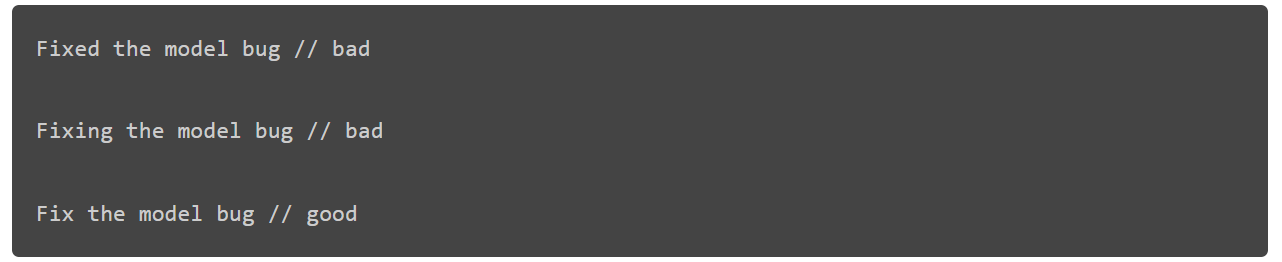 Fixed the model bug // bad
Fixing the model bug // bad
Fix the model bug // good